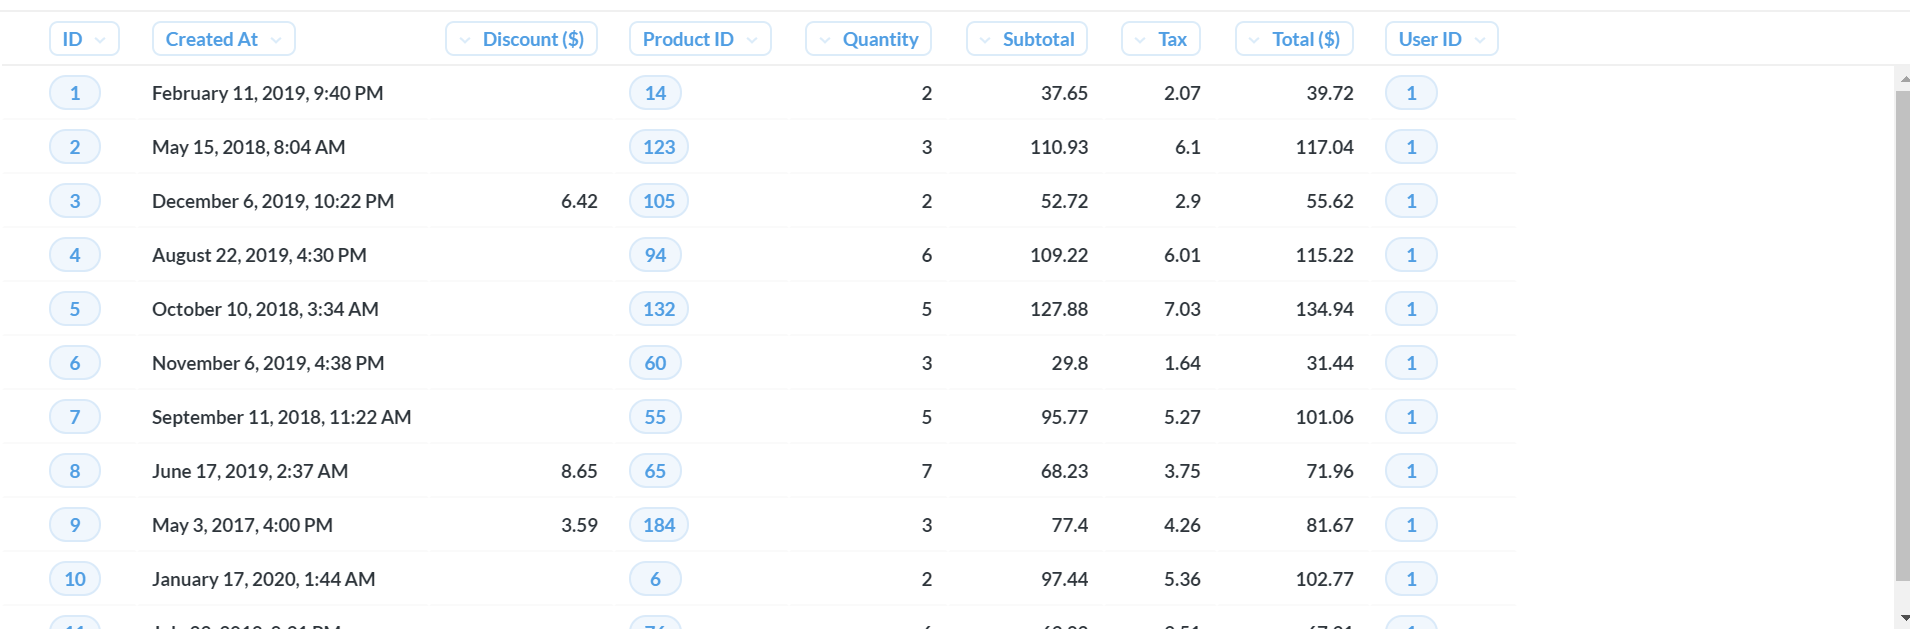 ID Created At Discount ($) Product ID Quantity Subtotal Tax Total ($) User ID
1 February 11, 2019, 9:40 PM 14 2 37.65 2.07 39.72 1
2 May 15, 2018, 8:04 AM 123 3 110.93 6.1 117.04 1
3 December 6, 2019, 10:22 PM 6.42 105 2 52.72 2.9 55.62 1
4 August 22, 2019, 4:30 PM 94 6 109.22 6.01 115.22 1
5 October 10, 2018, 3:34 AM 132 5 127.88 7.03 134.94 1
6 November 6, 2019, 4:38 PM 60 3 29.8 1.64 31.44 1
7 September 11, 2018, 11:22 AM 55 5 95.77 5.27 101.06 1
8 June 17, 2019, 2:37 AM 8.65 65 7 68.23 3.75 71.96 1
9 May 3, 2017, 4:00 PM 3.59 184 3 77.4 4.26 81.67 1
10 January 17, 2020, 1:44 AM 6 2 97.44 5.36 102.77 1